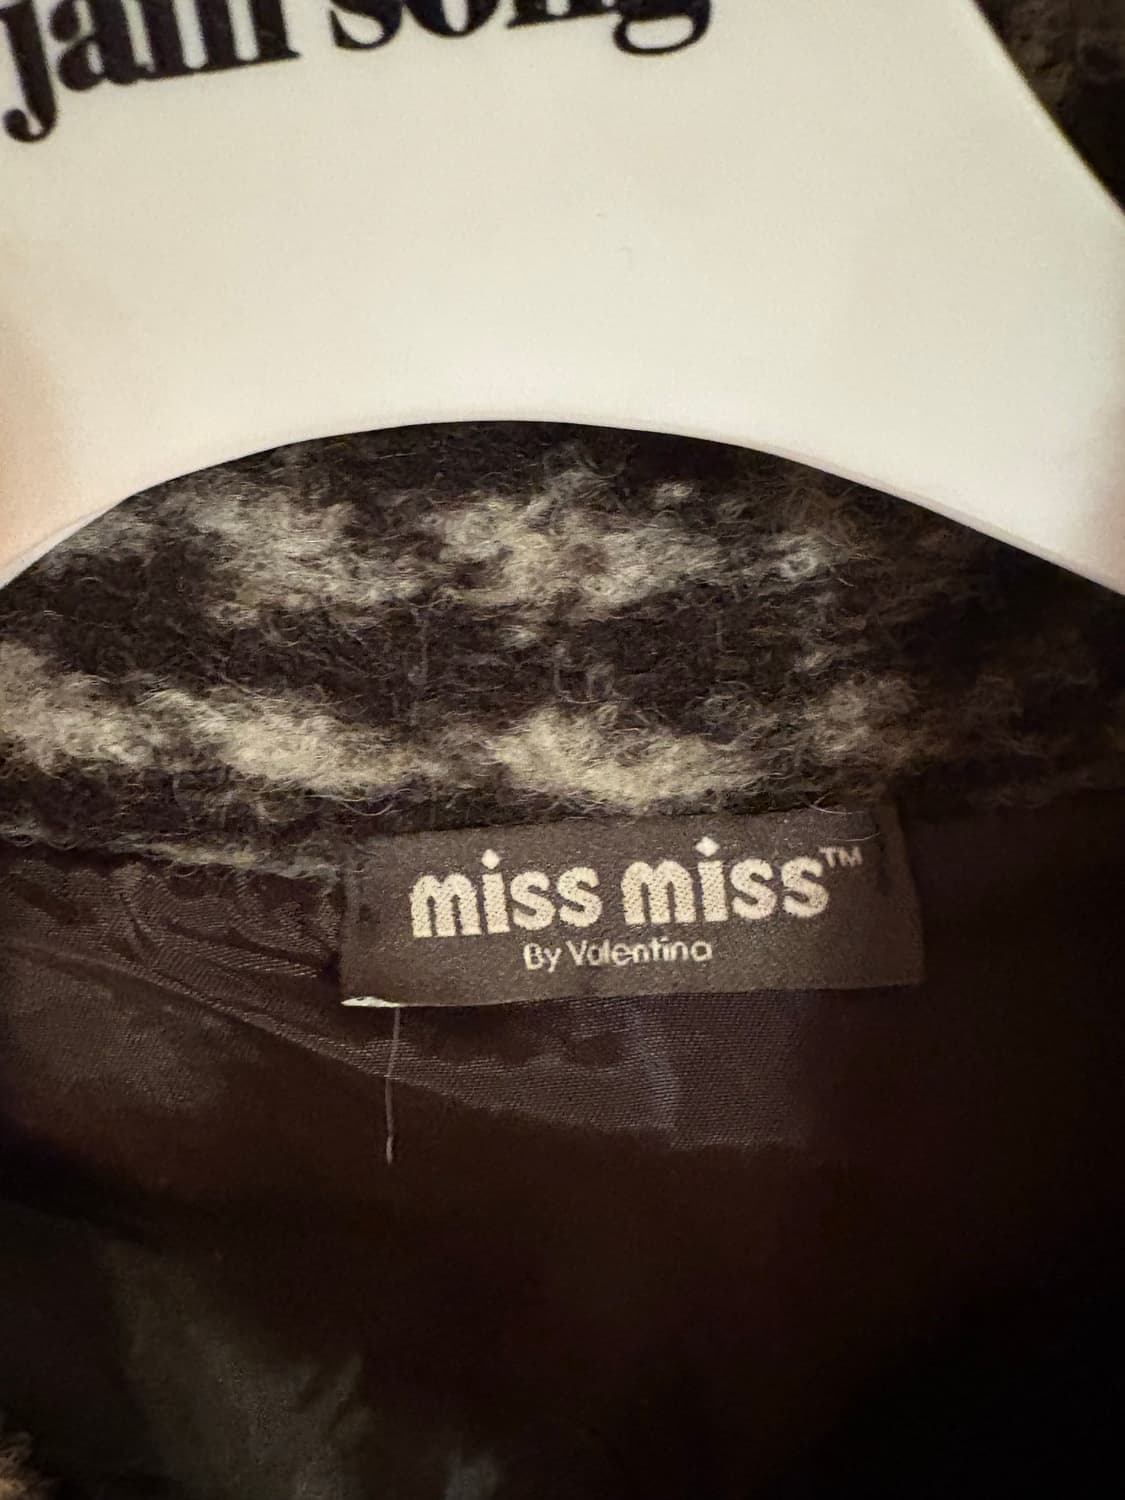 jam song
miss miss™
By Valentina